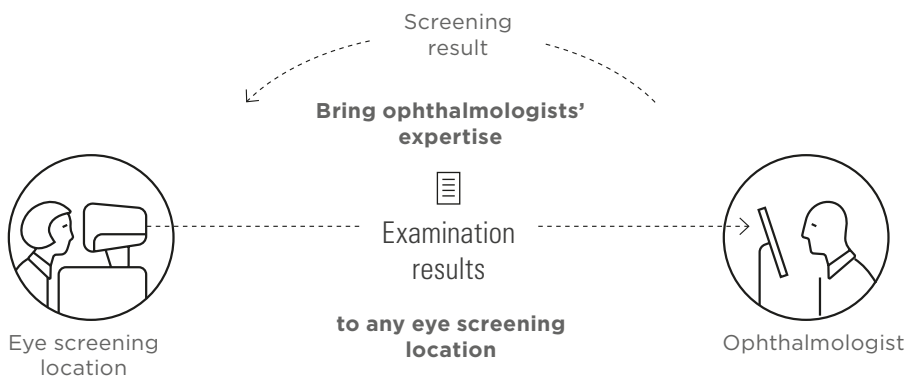 Screening
result
Bring ophthalmologists’
expertise
Examination
results
to any eye screening
location
Eye screening
location
Ophthalmologist